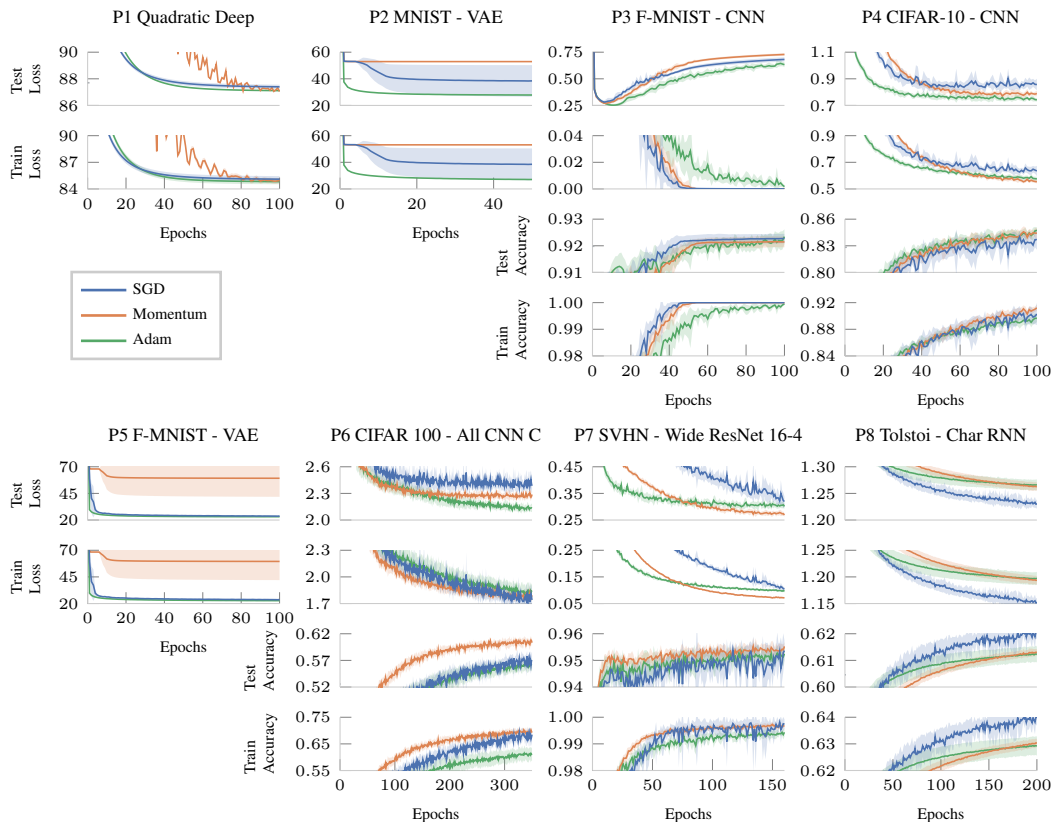 P1 Quadratic Deep
P2 MNIST - VAE
P3 F-MNIST - CNN
P4 CIFAR-10 - CNN
Test
Loss
90
88
86
60
40
20
0.75
0.50
0.25
1.1
0.9
0.7
Train
Loss
90
87
84
60
40
20
0.04
0.02
0.00
0.9
0.7
0.5
0 20 40 60 80 100
0 20 40
Epochs
Epochs
Test
Accuracy
0.93
0.92
0.91
0.86
0.83
0.80
SGD
Momentum
Adam
Train
Accuracy
1.00
0.99
0.98
0.92
0.88
0.84
0 20 40 60 80 100
0 20 40 60 80 100
Epochs
Epochs
P5 F-MNIST - VAE
P6 CIFAR 100 - All CNN C
P7 SVHN - Wide ResNet 16-4
P8 Tolstoi - Char RNN
Test
Loss
70
45
20
2.6
2.3
2.0
0.45
0.35
0.25
1.30
1.25
1.20
Train
Loss
70
45
20
2.3
2.0
1.7
0.25
0.15
0.05
1.25
1.20
1.15
0 20 40 60 80 100
Epochs
Test
Accuracy
0.62
0.57
0.52
0.96
0.95
0.94
0.62
0.61
0.60
Train
Accuracy
0.75
0.65
0.55
1.00
0.99
0.98
0.64
0.63
0.62
0 100 200 300
0 50 100 150
0 50 100 150 200
Epochs
Epochs
Epochs